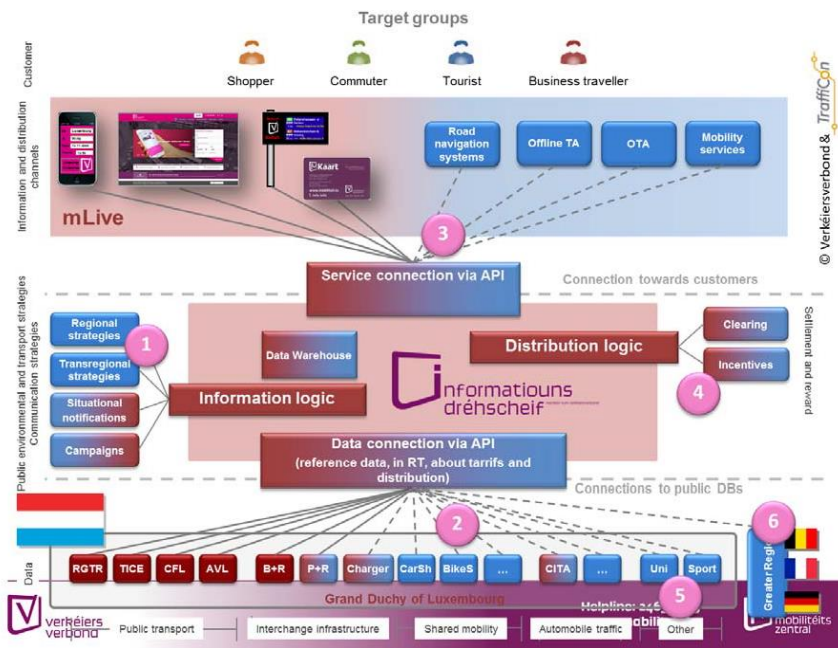 Target groups
Customer
Shopper
Commuter
Tourist
Business traveller
© Verkéiersverbond &
TraffiCon
Information and distribution
channels
Kaart
mLive
Road
navigation
systems
Offline TA
OTA
Mobility
services
3
Service connection via API
Connection towards customers
Public environmental and transport strategies
Communication strategies
Regional
strategies
1
Transregional
strategies
Situational
notifications
Campaigns
Data Warehouse
Information logic
Distribution logic
Clearing
Incentives
4
Settlement and
reward
informatiouns
dréhscheif
Data connection via API
(reference data, in RT, about tarrifs and
distribution)
Connections to public DBs
2
6
Data
RGTR
TICE
CFL
AVL
B+R
P+R
Charger
CarSh
BikeS
...
CITA
...
Uni
Sport
Greater Regio
Grand Duchy of Luxembourg
5
Helpline:
verkéiers
verbond
Public transport
Interchange infrastructure
Shared mobility
Automobile traffic
Other
mobilitéits
zentral